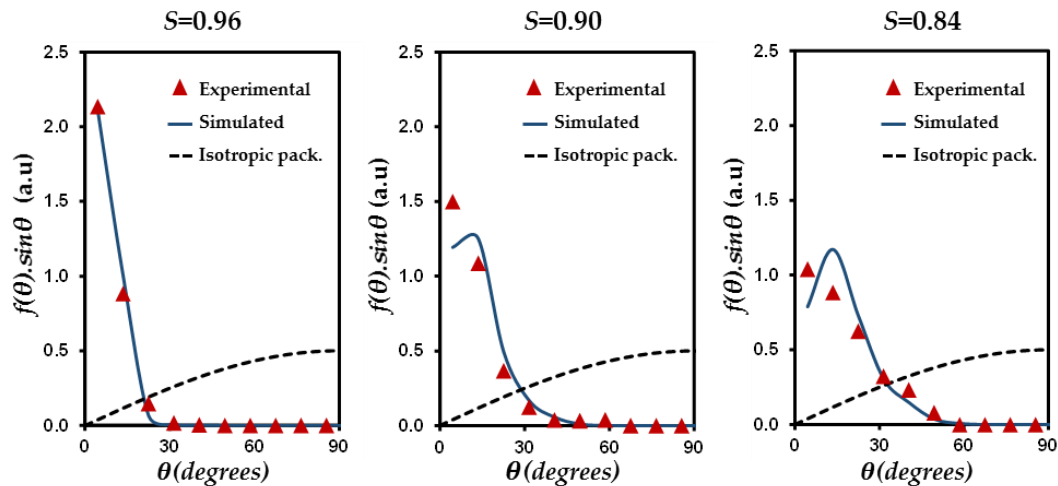 S=0.96
2.5
2.0
1.5
1.0
0.5
0.0
f(θ).sinθ (a.u)
Experimental
Simulated
Isotropic pack.
0 30 60 90
θ(degrees)
S=0.90
2.5
2.0
1.5
1.0
0.5
0.0
f(θ).sinθ (a.u)
Experimental
Simulated
Isotropic pack.
0 30 60 90
θ(degrees)
S=0.84
2.5
2.0
1.5
1.0
0.5
0.0
f(θ).sinθ (a.u)
Experimental
Simulated
Isotropic pack.
0 30 60 90
θ(degrees)